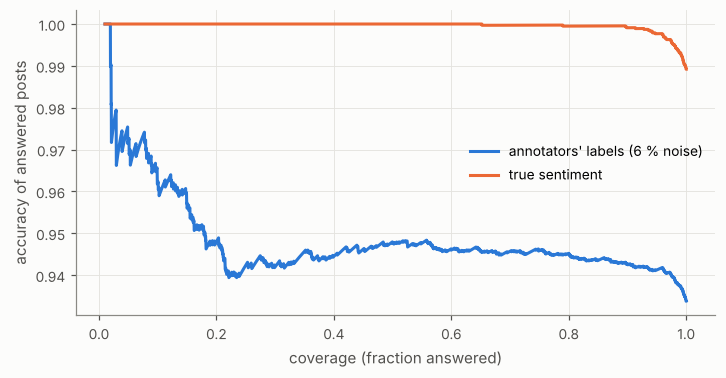 1.00
0.99
0.98
0.97
0.96
0.95
0.94
accuracy of answered posts
annotators' labels (6 % noise)
true sentiment
0.0 0.2 0.4 0.6 0.8 1.0
coverage (fraction answered)